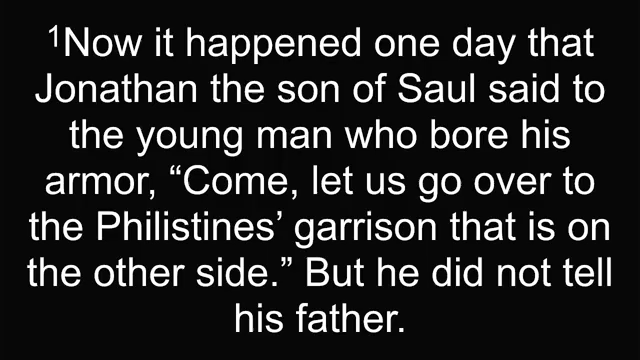 ¹Now it happened one day that
Jonathan the son of Saul said to
the young man who bore his
armor, “Come, let us go over to
the Philistines’ garrison that is on
the other side.” But he did not tell
his father.